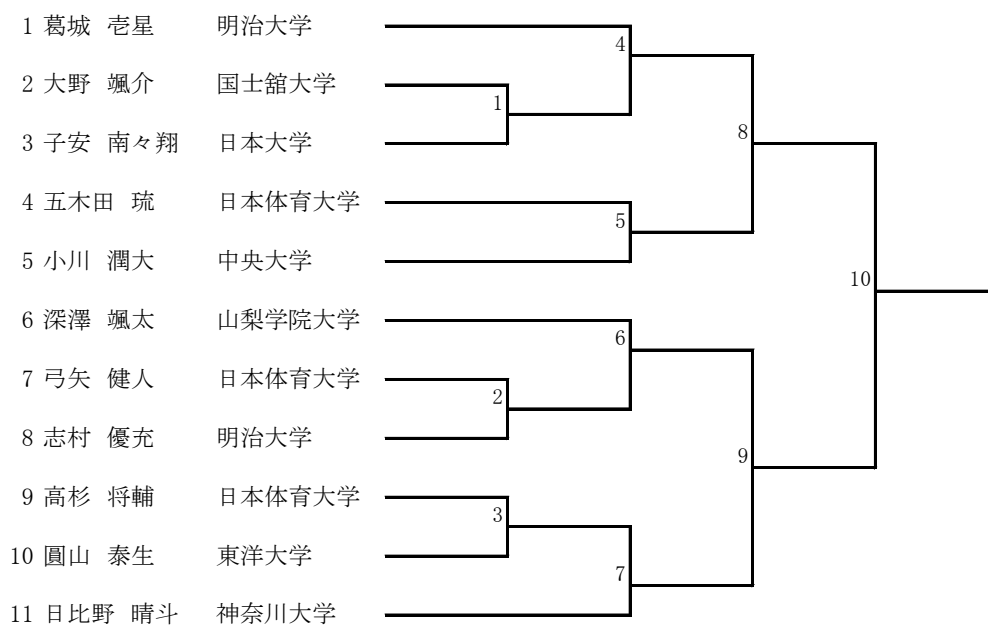 1 葛城 壱星 明治大学
4
2 大野 颯介 国士舘大学
1
8
3 子安 南々翔 日本大学
4 五木田 琉 日本体育大学
5
5 小川 潤大 中央大学
10
6 深澤 颯太 山梨学院大学
6
7 弓矢 健人 日本体育大学
2
8 志村 優充 明治大学
9
9 高杉 将輔 日本体育大学
3
10 圓山 泰生 東洋大学
7
11 日比野 晴斗 神奈川大学